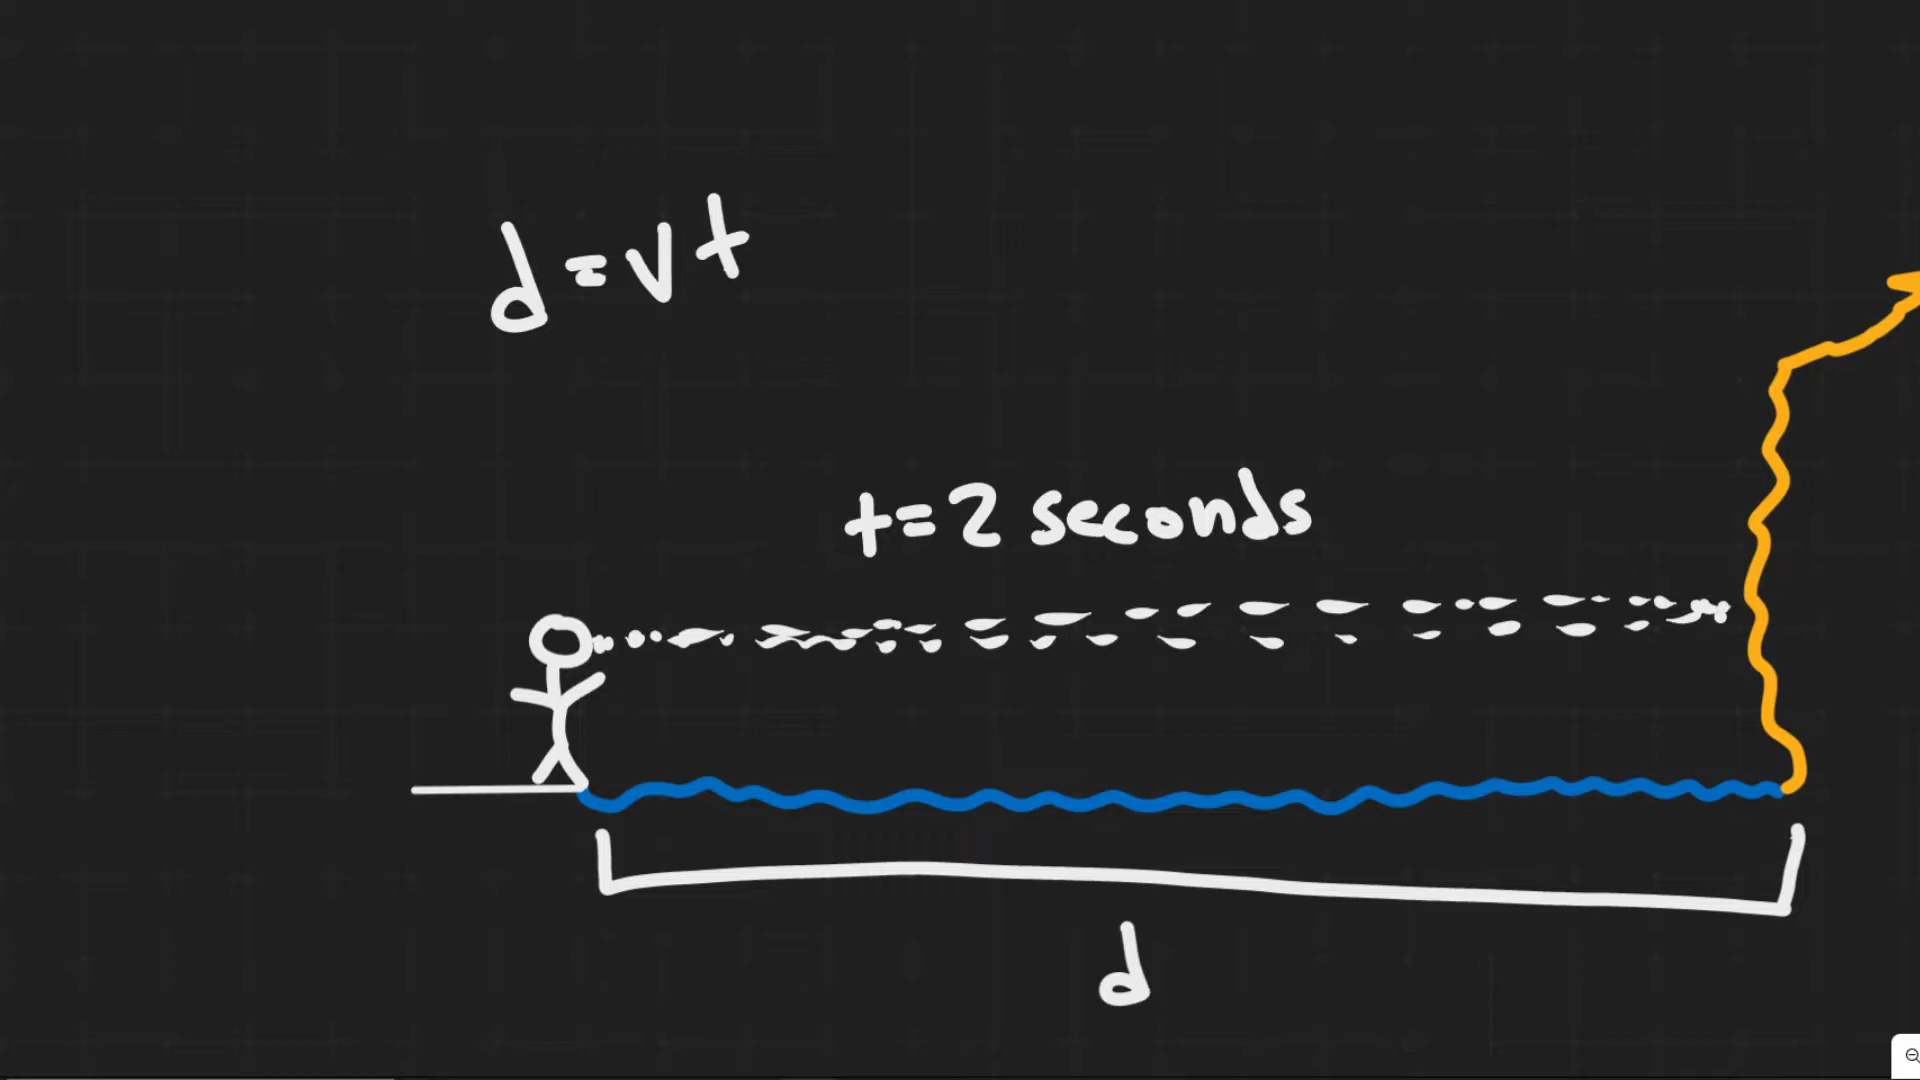 d = vt
t = 2 seconds
d